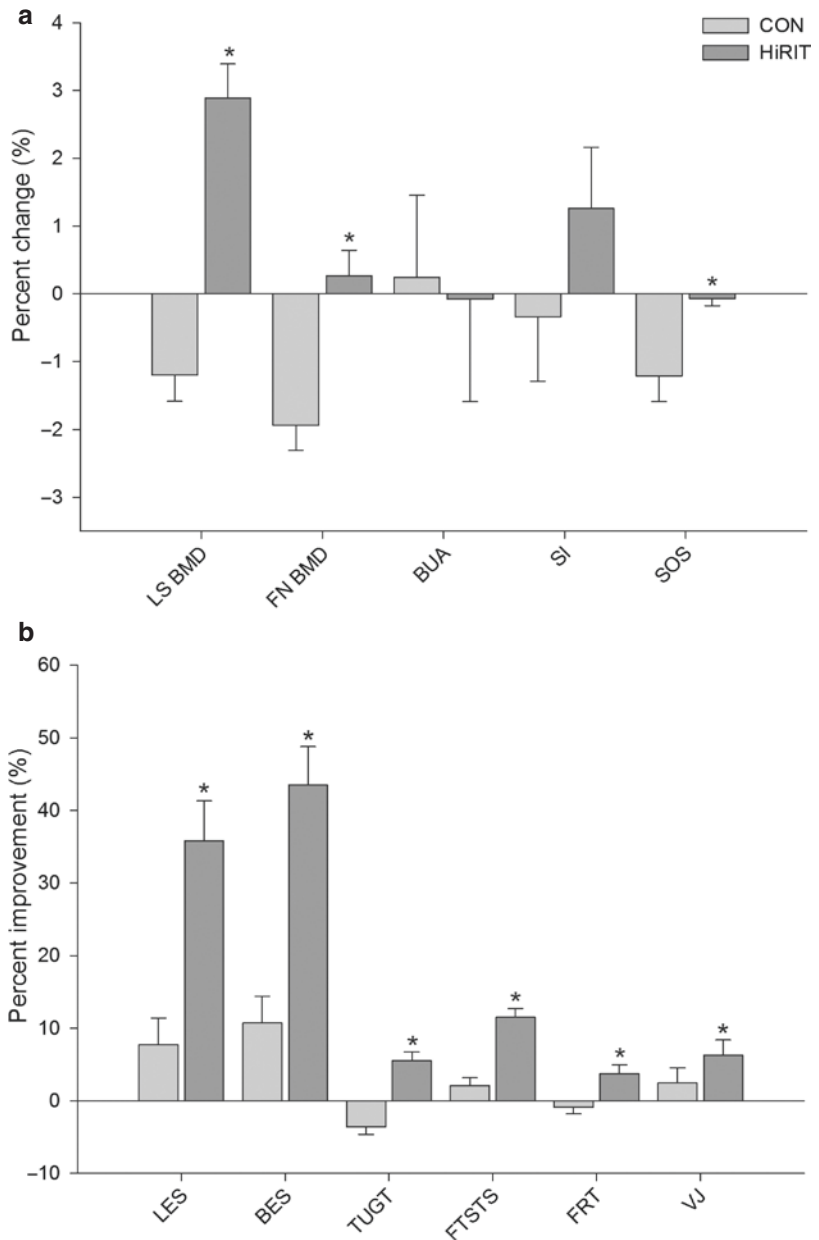 a
CON
HiRIT
Percent change (%)
4
3
2
1
0
−1
−2
−3
*
*
*
LS BMD
FN BMD
BUA
SI
SOS
b
Percent improvement (%)
60
50
40
30
20
10
0
−10
*
*
*
*
*
*
LES
BES
TUGT
FTSTS
FRT
VJ